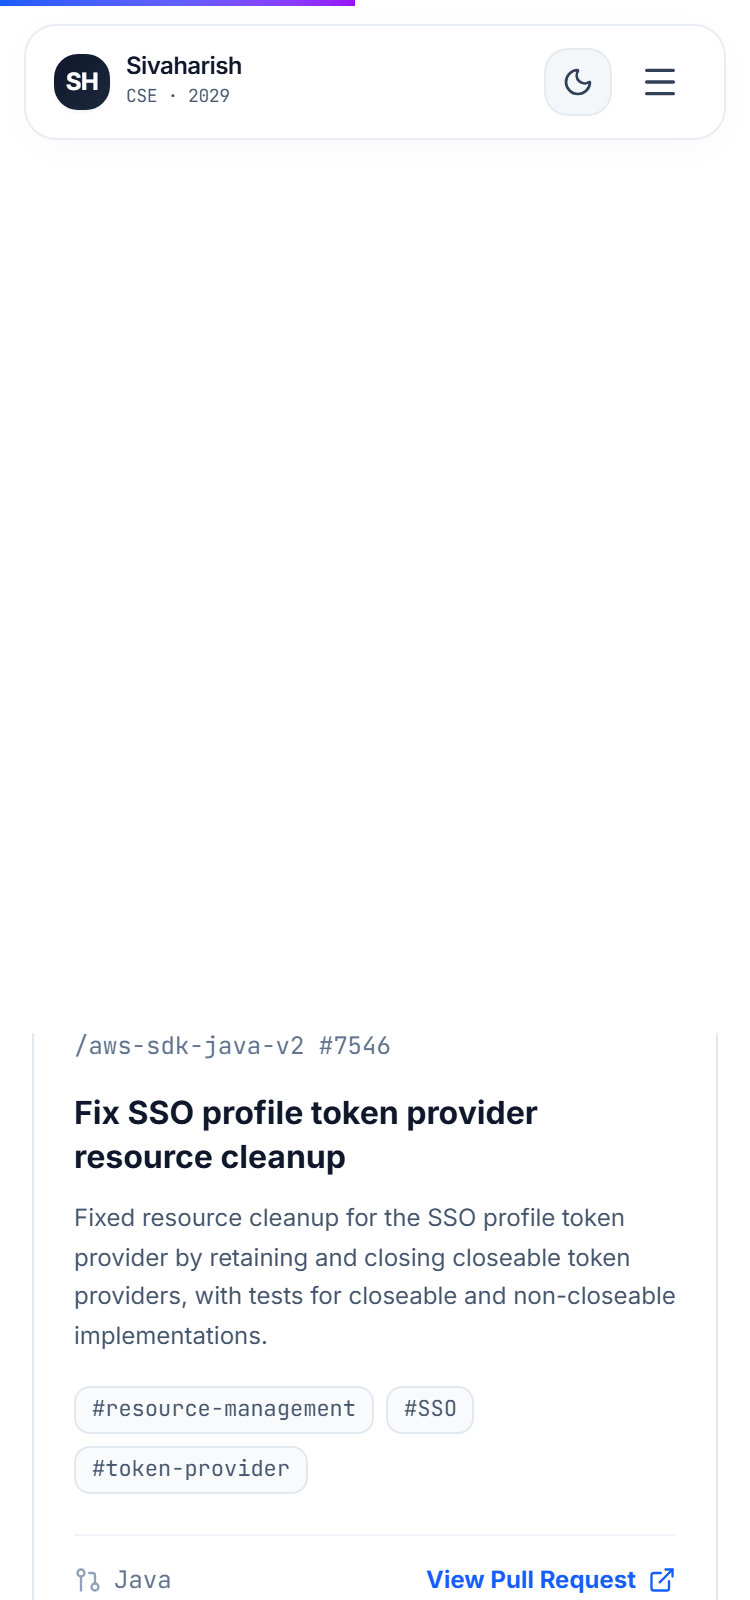 SH
Sivaharish
CSE · 2029
/aws-sdk-java-v2 #7546
Fix SSO profile token provider
resource cleanup
Fixed resource cleanup for the SSO profile token
provider by retaining and closing closeable token
providers, with tests for closeable and non-closeable
implementations.
#resource-management #SSO
#token-provider
Java View Pull Request